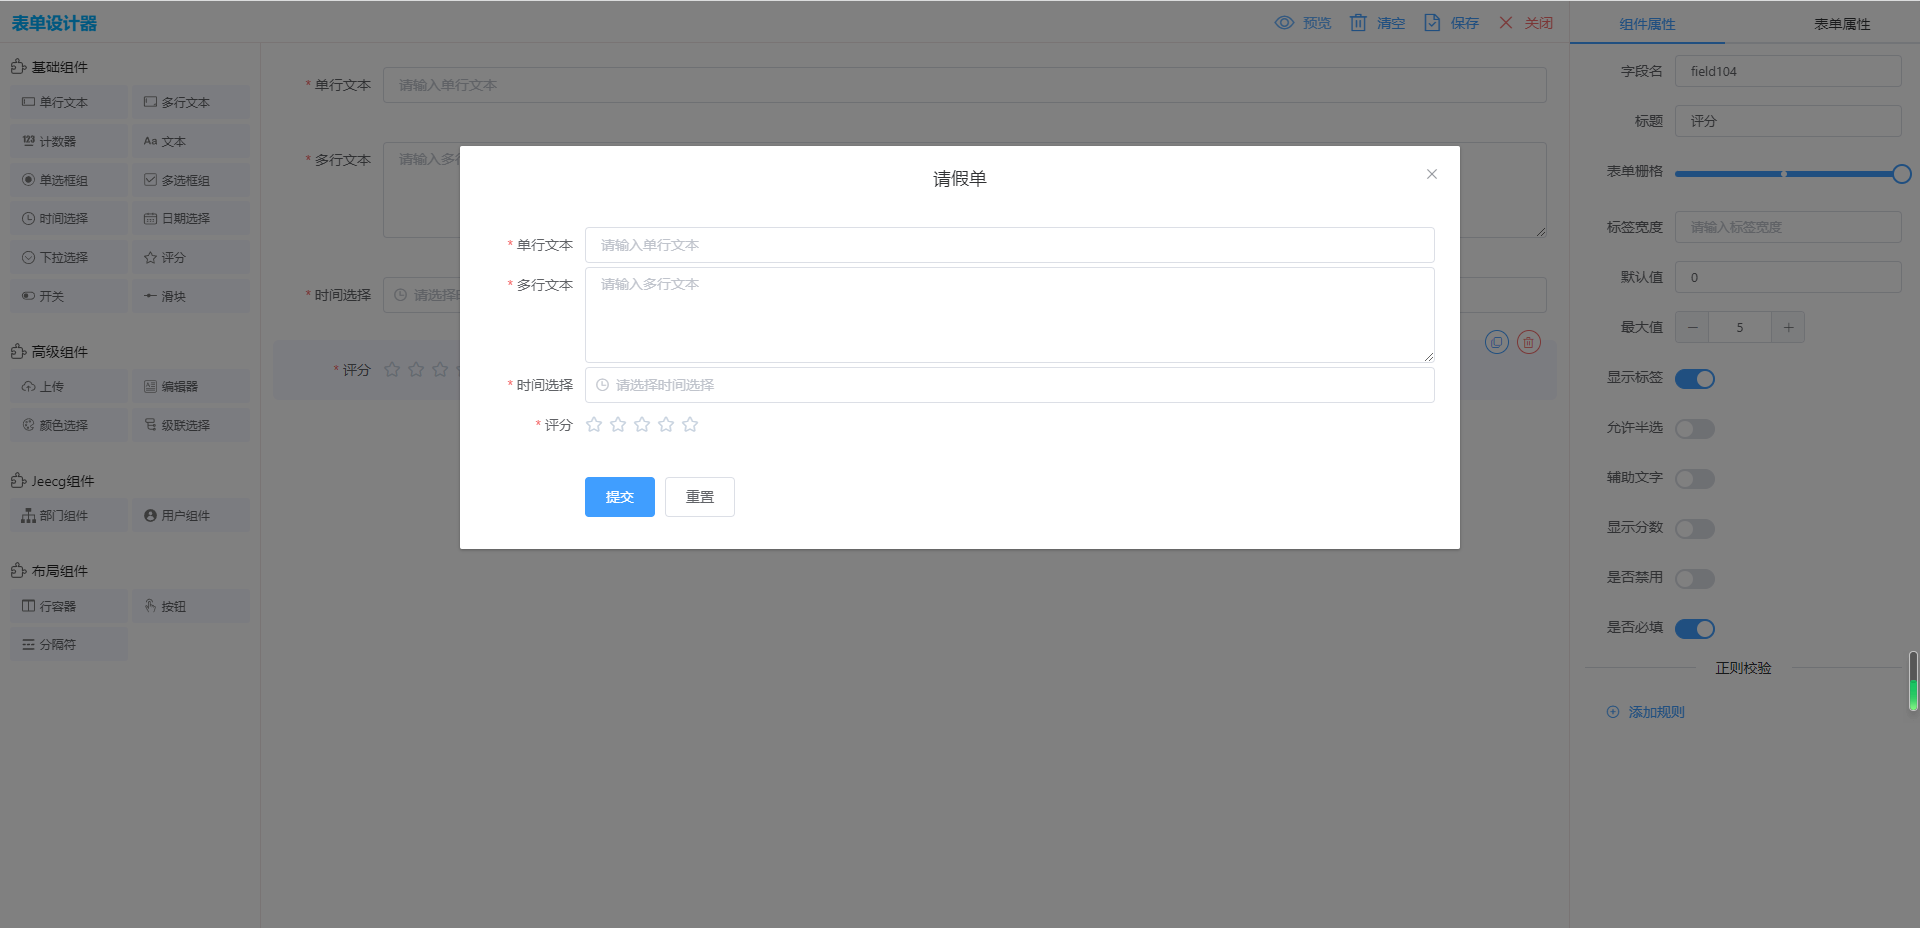 表单设计器
预览 清空 保存 关闭
组件属性 表单属性
基础组件
单行文本 多行文本
计数器 Aa 文本
单选框组 多选框组
时间选择 日期选择
下拉选择 评分
开关 滑块
高级组件
上传 编辑器
颜色选择 级联选择
Jeecg组件
部门组件 用户组件
布局组件
行容器 按钮
分隔符
* 单行文本 请输入单行文本
* 多行文本 请输入多
* 时间选择 请选择
* 评分
请假单
* 单行文本 请输入单行文本
* 多行文本 请输入多行文本
* 时间选择 请选择时间选择
* 评分
提交 重置
字段名 field104
标题 评分
表单栅格
标签宽度 请输入标签宽度
默认值 0
最大值 5
显示标签
允许半选
辅助文字
显示分数
是否禁用
是否必填
正则校验
添加规则